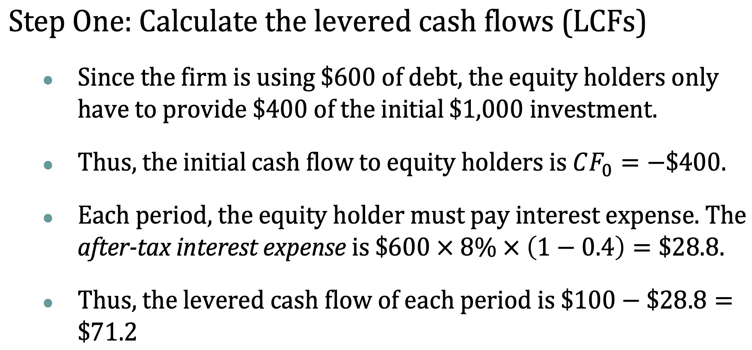 Step One: Calculate the levered cash flows (LCFs)
• Since the firm is using $600 of debt, the equity holders only
have to provide $400 of the initial $1,000 investment.
• Thus, the initial cash flow to equity holders is CF₀ = −$400.
• Each period, the equity holder must pay interest expense. The
after-tax interest expense is $600 × 8% × (1 − 0.4) = $28.8.
• Thus, the levered cash flow of each period is $100 − $28.8 =
$71.2